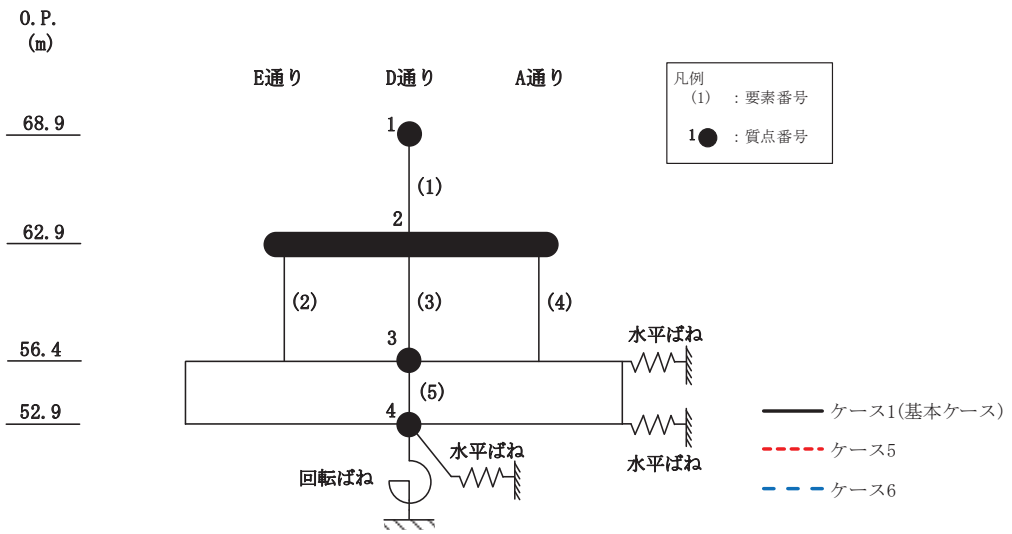 O.P.
(m)
E通り
D通り
A通り
凡例
(1) : 要素番号
1 : 質点番号
68.9
1
(1)
2
62.9
(2)
(3)
(4)
3
水平ばね
56.4
(5)
52.9
4
水平ばね
水平ばね
回転ばね
ケース1(基本ケース)
ケース5
ケース6